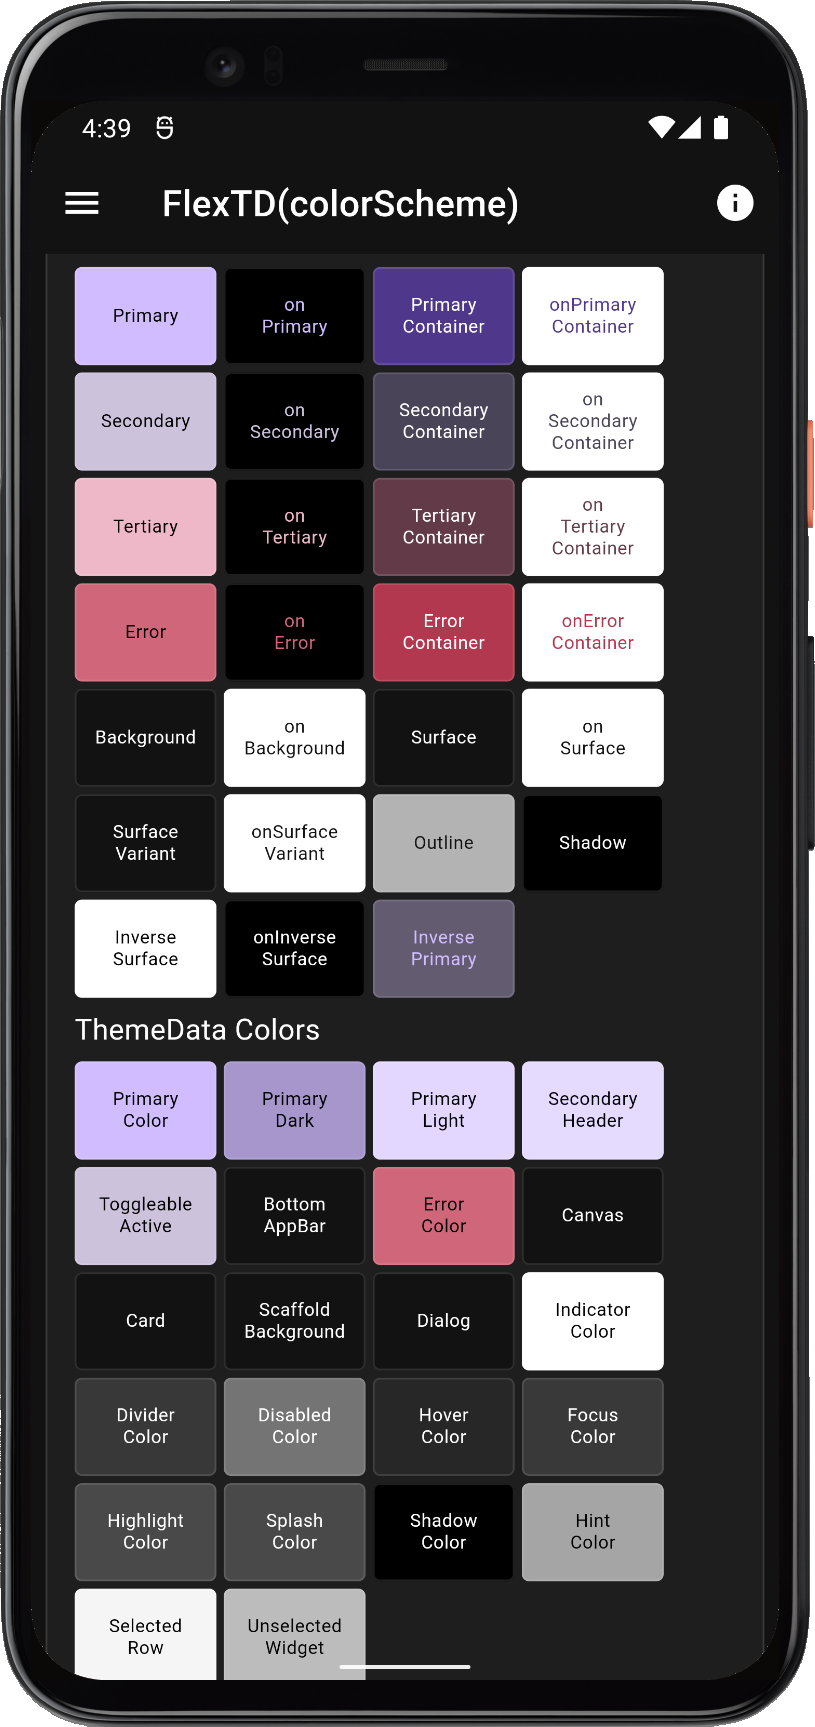 4:39
FlexTD(colorScheme)
Primary
on
Primary
Primary
Container
onPrimary
Container
Secondary
on
Secondary
Secondary
Container
on
Secondary
Container
Tertiary
on
Tertiary
Tertiary
Container
on
Tertiary
Container
Error
on
Error
Error
Container
onError
Container
Background
on
Background
Surface
on
Surface
Surface
Variant
onSurface
Variant
Outline
Shadow
Inverse
Surface
onInverse
Surface
Inverse
Primary
ThemeData Colors
Primary
Color
Primary
Dark
Primary
Light
Secondary
Header
Toggleable
Active
Bottom
AppBar
Error
Color
Canvas
Card
Scaffold
Background
Dialog
Indicator
Color
Divider
Color
Disabled
Color
Hover
Color
Focus
Color
Highlight
Color
Splash
Color
Shadow
Color
Hint
Color
Selected
Row
Unselected
Widget